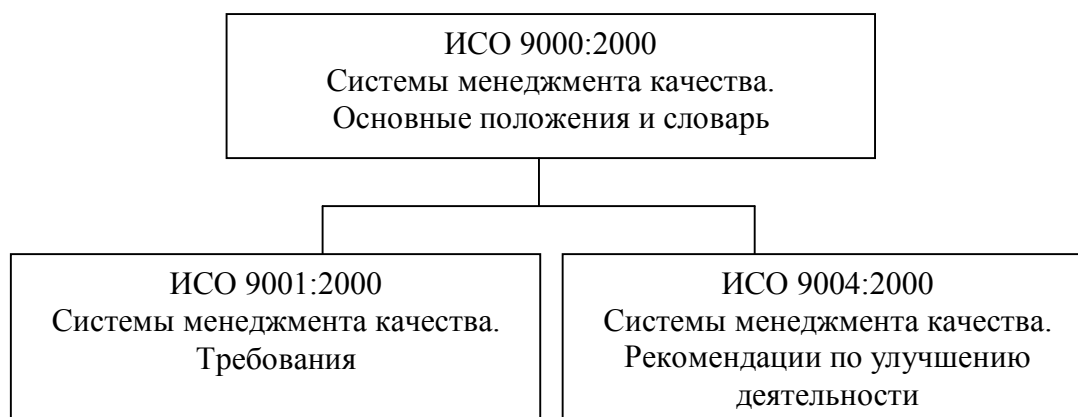 ИСО 9000:2000
Системы менеджмента качества.
Основные положения и словарь
ИСО 9001:2000
Системы менеджмента качества.
Требования
ИСО 9004:2000
Системы менеджмента качества.
Рекомендации по улучшению
деятельности